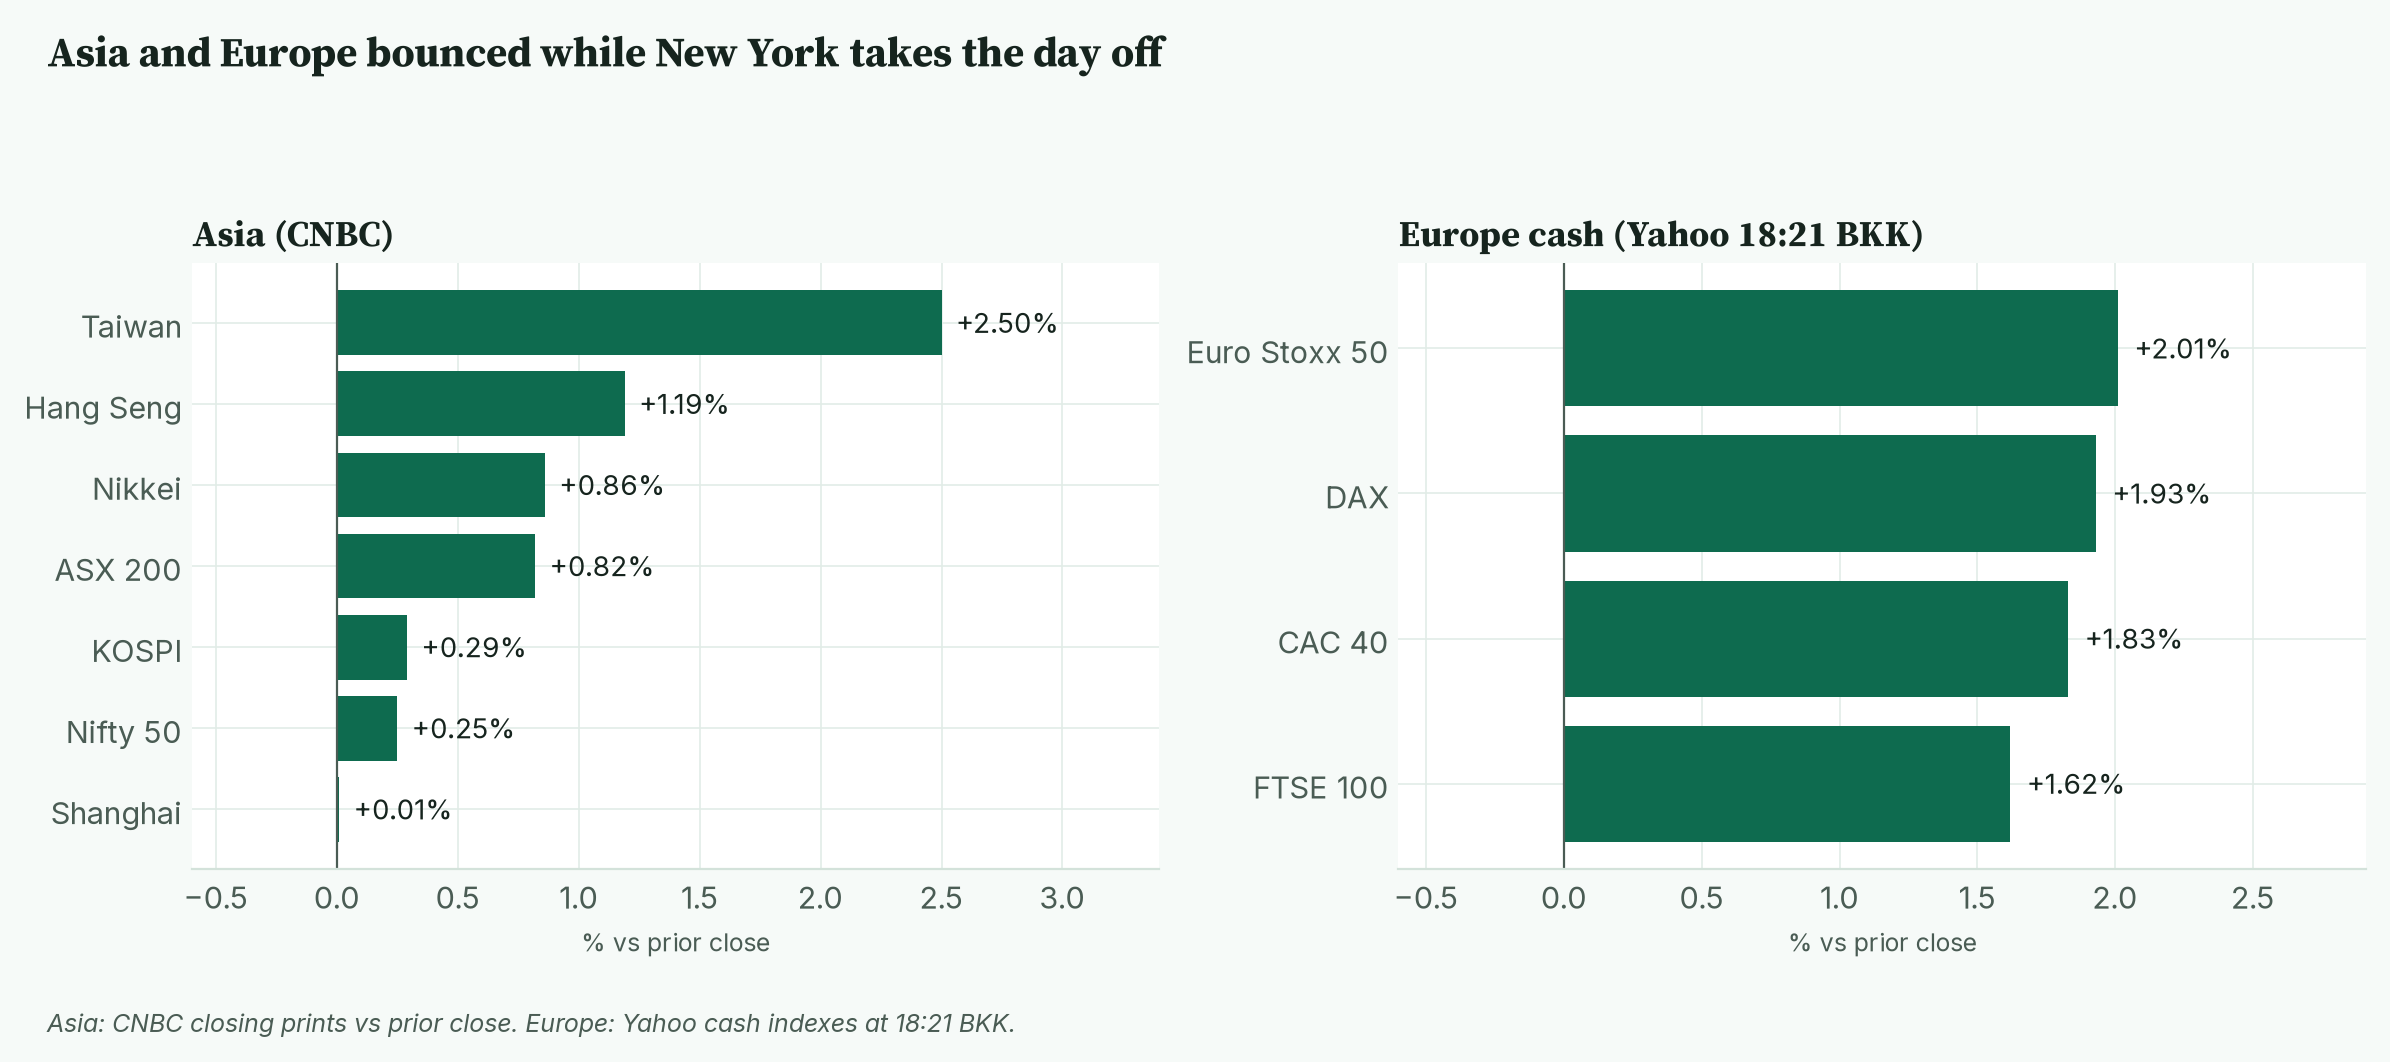 Asia and Europe bounced while New York takes the day off
Asia (CNBC)
Taiwan
+2.50%
Hang Seng
+1.19%
Nikkei
+0.86%
ASX 200
+0.82%
KOSPI
+0.29%
Nifty 50
+0.25%
Shanghai
+0.01%
−0.5 0.0 0.5 1.0 1.5 2.0 2.5 3.0
% vs prior close
Europe cash (Yahoo 18:21 BKK)
Euro Stoxx 50
+2.01%
DAX
+1.93%
CAC 40
+1.83%
FTSE 100
+1.62%
−0.5 0.0 0.5 1.0 1.5 2.0 2.5
% vs prior close
Asia: CNBC closing prints vs prior close. Europe: Yahoo cash indexes at 18:21 BKK.